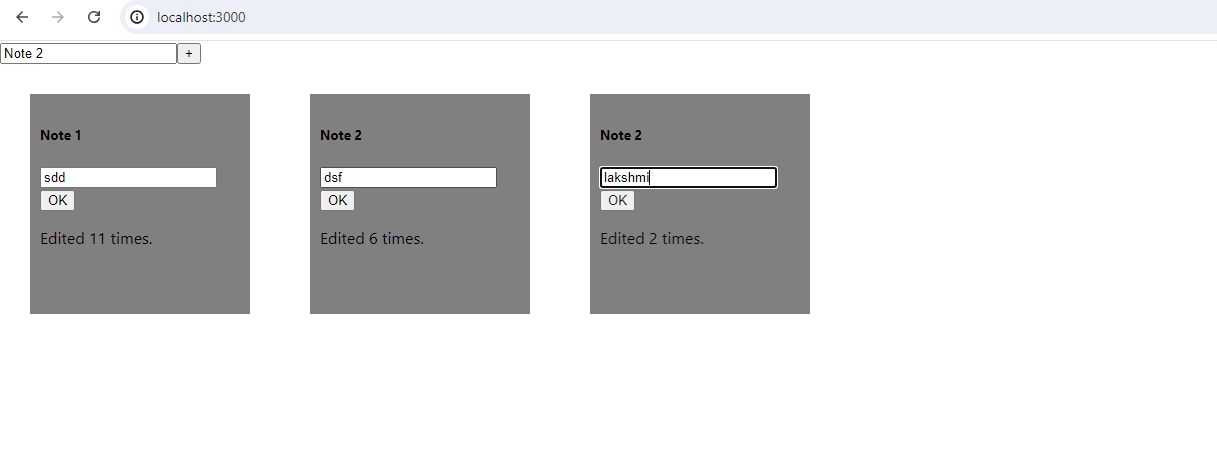 localhost:3000
Note 2 +
Note 1
sdd
OK
Edited 11 times.
Note 2
dsf
OK
Edited 6 times.
Note 2
lakshmi
OK
Edited 2 times.